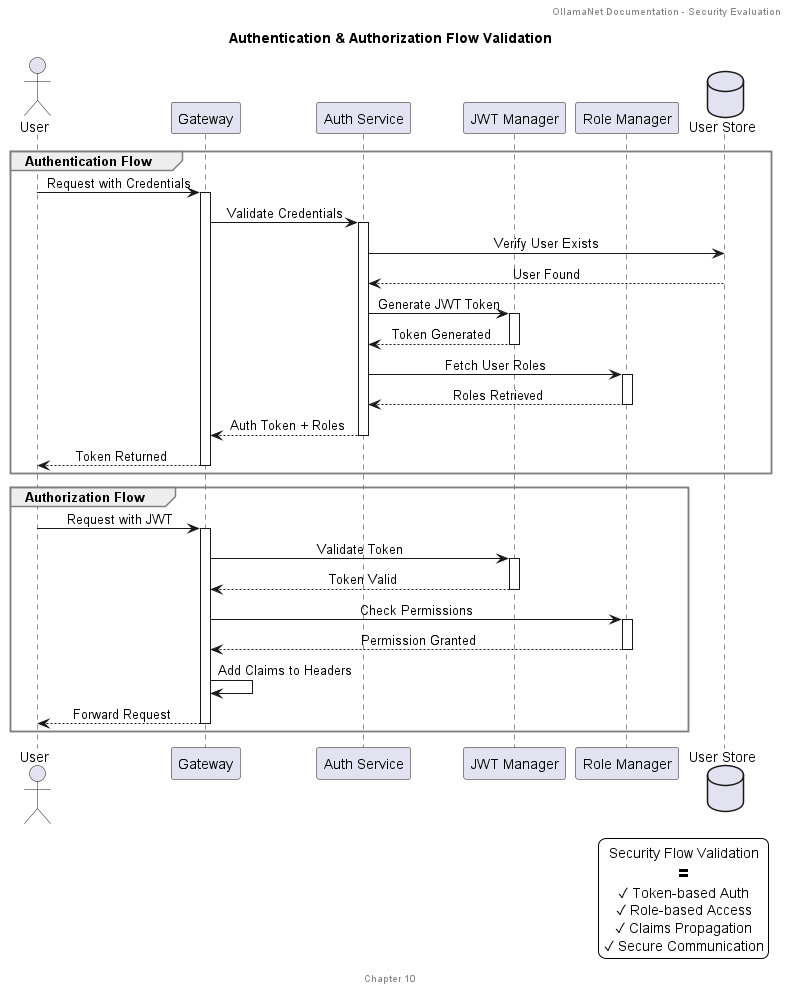 OllamaNet Documentation - Security Evaluation
Authentication & Authorization Flow Validation
User
Gateway
Auth Service
JWT Manager
Role Manager
User Store
Authentication Flow
Request with Credentials
Validate Credentials
Verify User Exists
User Found
Generate JWT Token
Token Generated
Fetch User Roles
Roles Retrieved
Auth Token + Roles
Token Returned
Authorization Flow
Request with JWT
Validate Token
Token Valid
Check Permissions
Permission Granted
Add Claims to Headers
Forward Request
User
Gateway
Auth Service
JWT Manager
Role Manager
User Store
Security Flow Validation
=
✓ Token-based Auth
✓ Role-based Access
✓ Claims Propagation
✓ Secure Communication
Chapter 10